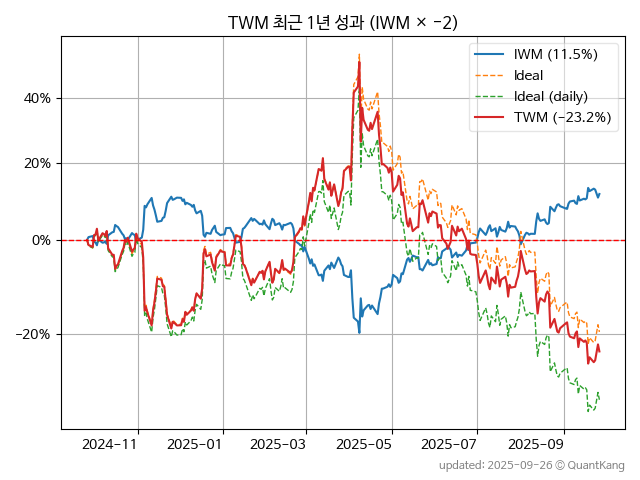 TWM 최근 1년 성과 (IWM × -2)
IWM (11.5%)
Ideal
Ideal (daily)
TWM (-23.2%)
40%
20%
0%
-20%
2024-11 2025-01 2025-03 2025-05 2025-07 2025-09
updated: 2025-09-26 © QuantKang